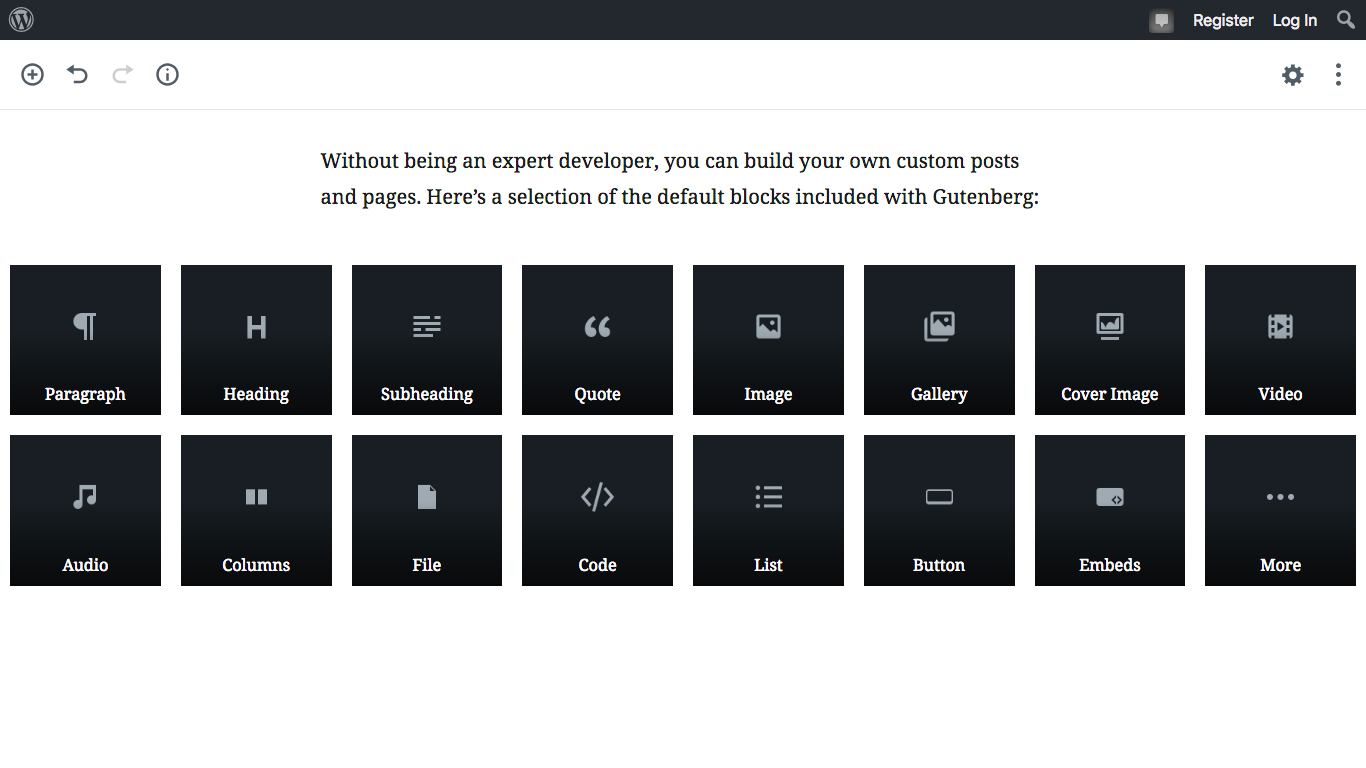 Register Log In
Without being an expert developer, you can build your own custom posts
and pages. Here’s a selection of the default blocks included with Gutenberg:
Paragraph Heading Subheading Quote Image Gallery Cover Image Video
Audio Columns File Code List Button Embeds More